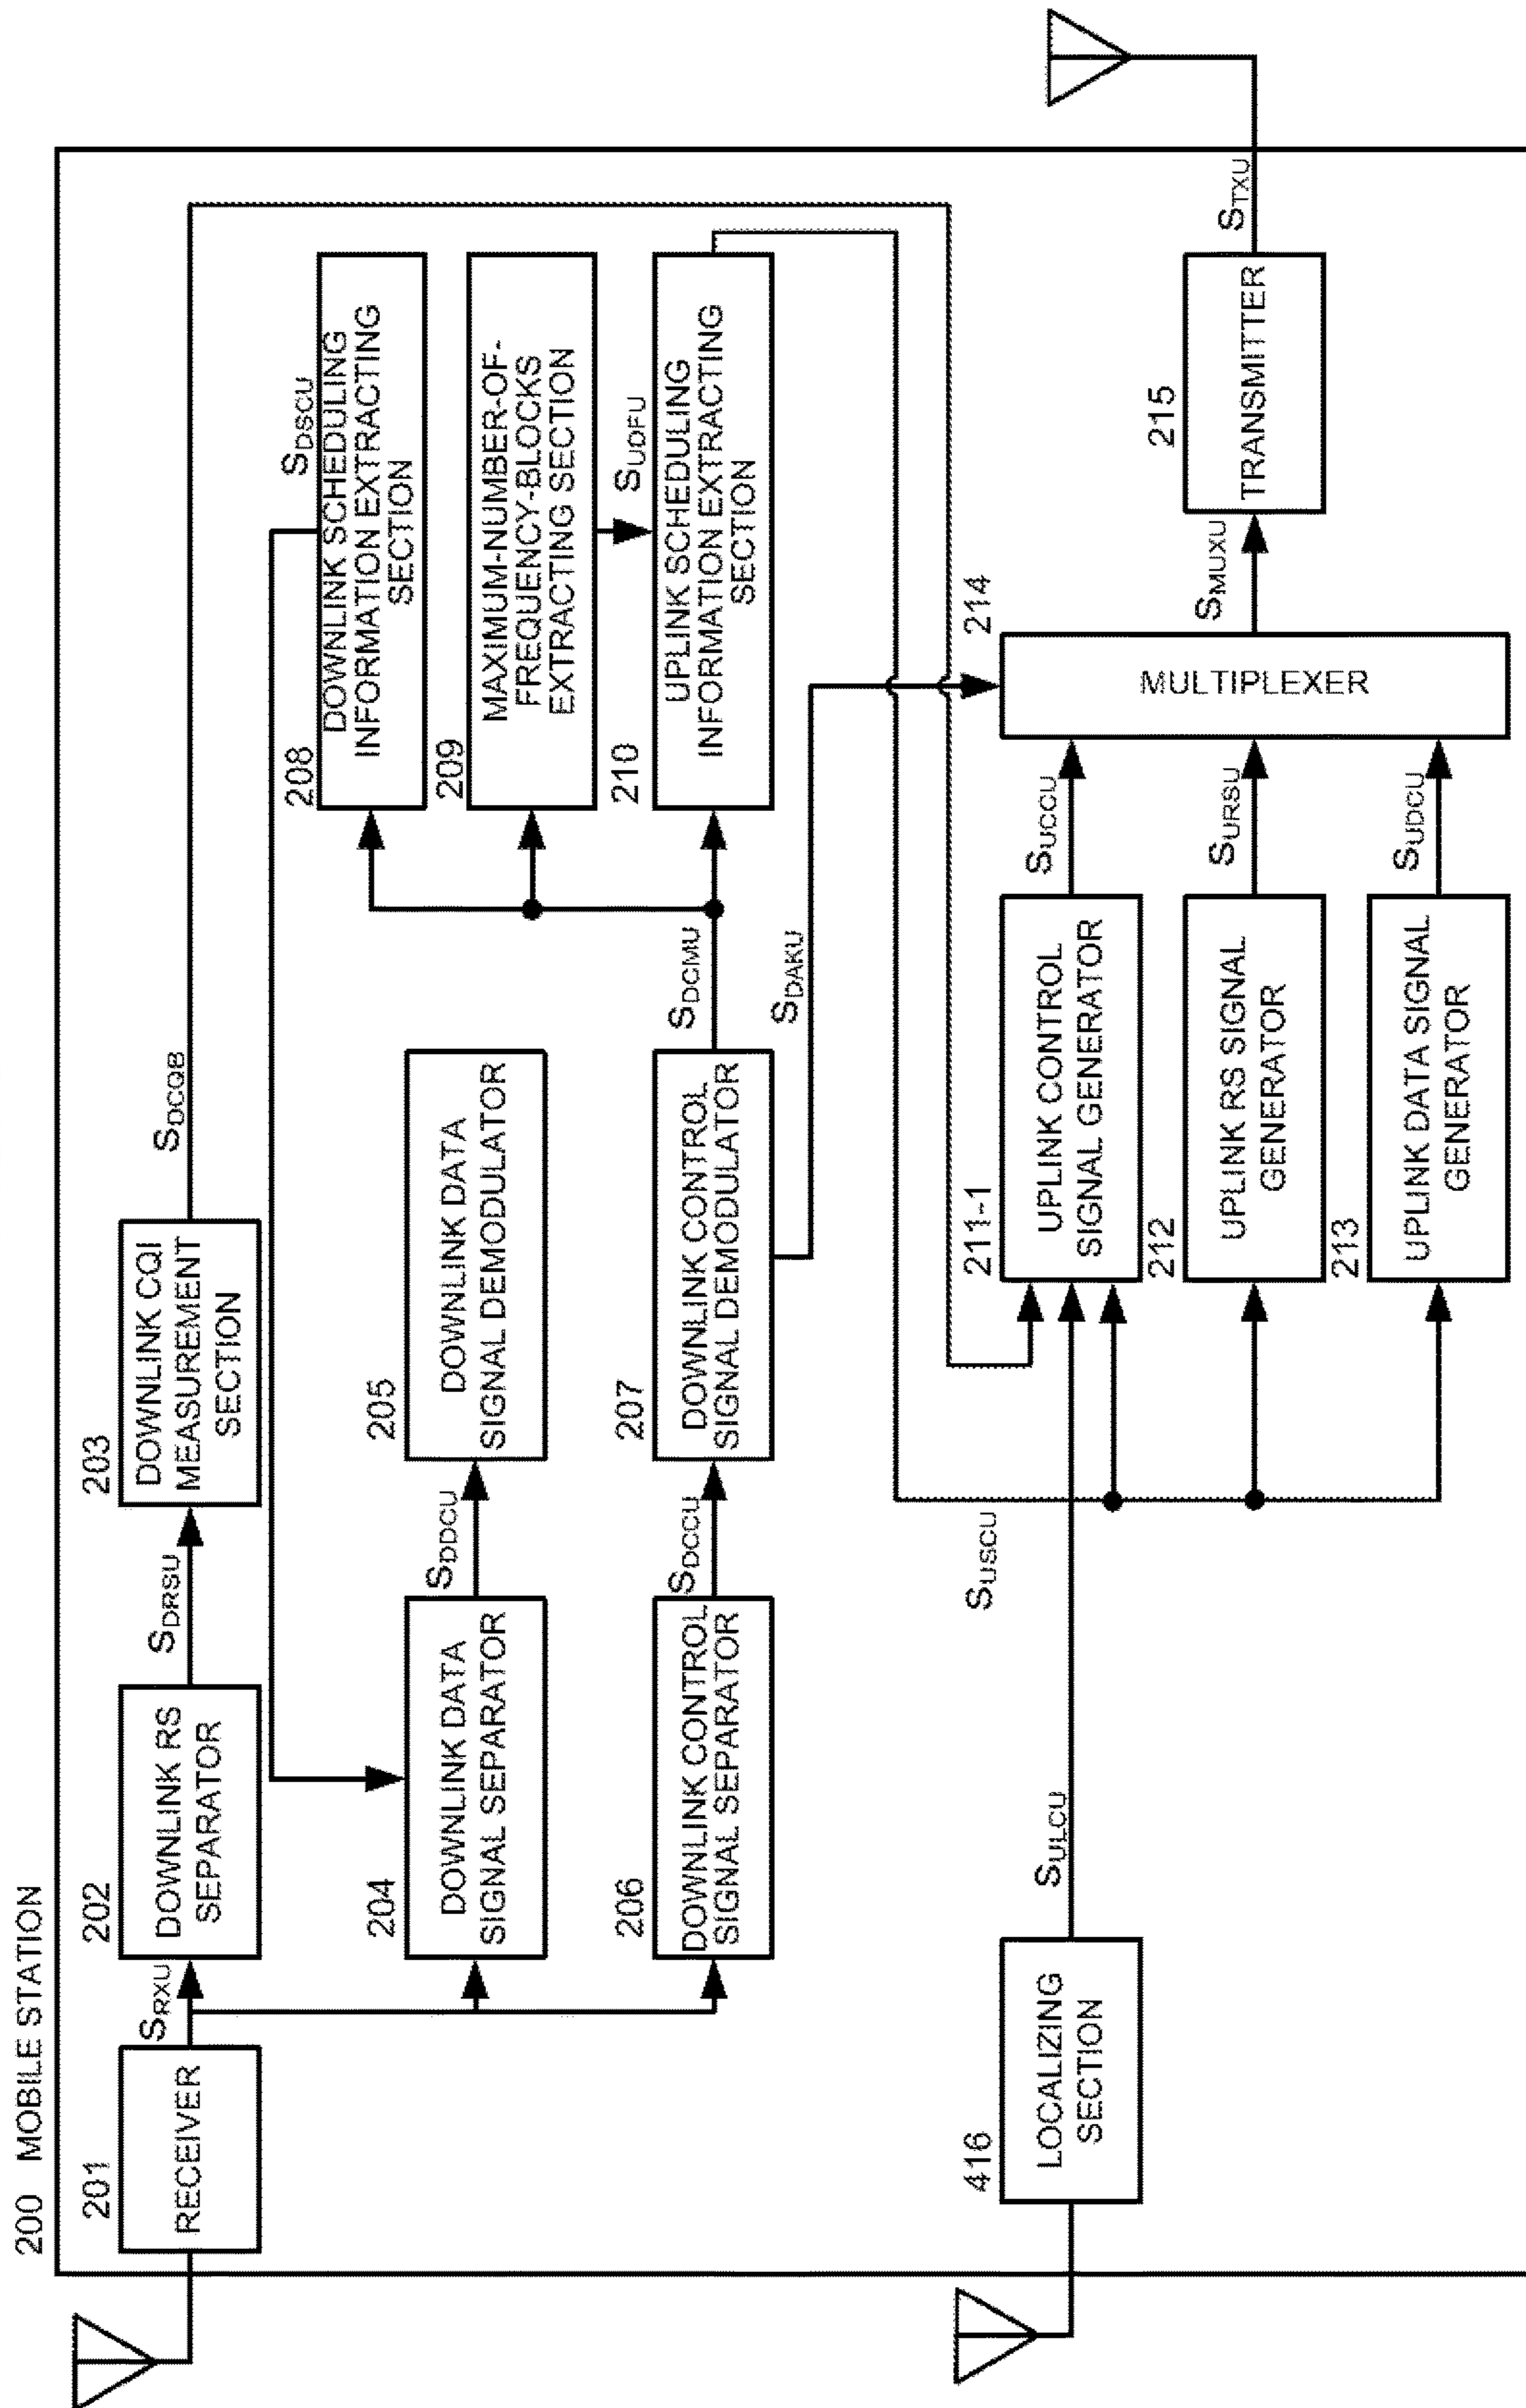 200 MOBILE STATION
201
RECEIVER
SRXU
202
DOWNLINK RS
SEPARATOR
SDRSU
203
DOWNLINK CQI
MEASUREMENT
SECTION
SDCQB
204
DOWNLINK DATA
SIGNAL SEPARATOR
SDDCU
205
DOWNLINK DATA
SIGNAL DEMODULATOR
206
DOWNLINK CONTROL
SIGNAL SEPARATOR
SDCCU
207
DOWNLINK CONTROL
SIGNAL DEMODULATOR
SDCMU
SDAKU
208
DOWNLINK SCHEDULING
INFORMATION EXTRACTING
SECTION
SDSCU
209
MAXIMUM-NUMBER-OF-
FREQUENCY-BLOCKS
EXTRACTING SECTION
SUDFU
210
UPLINK SCHEDULING
INFORMATION EXTRACTING
SECTION
SUSCU
416
LOCALIZING
SECTION
SULCU
211-1
UPLINK CONTROL
SIGNAL GENERATOR
SUCCU
212
UPLINK RS SIGNAL
GENERATOR
SURSU
213
UPLINK DATA SIGNAL
GENERATOR
SUDCU
214
MULTIPLEXER
SMUXU
215
TRANSMITTER
STXU